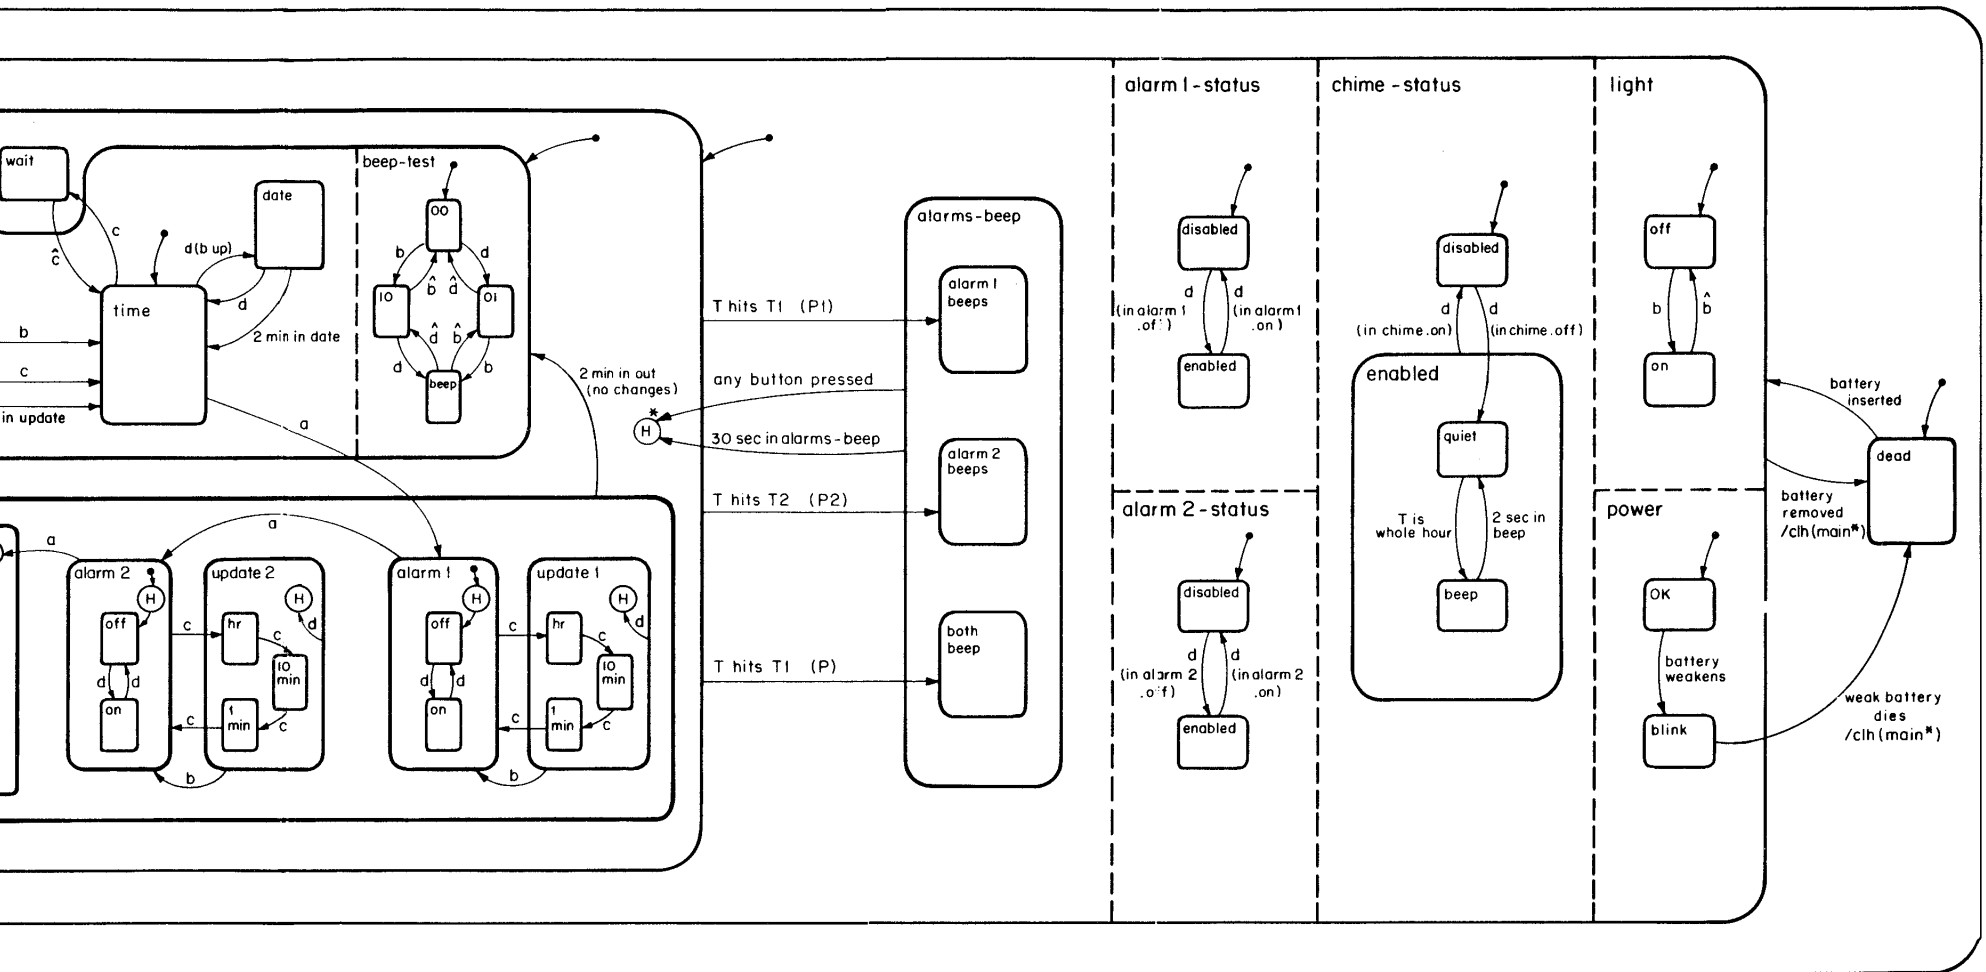 wait
c
ĉ
time
d(b up)
date
d
2 min in date
b
c
in update
a
beep-test
00
b
d
10
b̂
d̂
01
d̂
b̂
d
b
beep
2 min in out
(no changes)
a
a
alarm 2
H
off
d
d
on
c
c
b
update 2
hr
c
10
min
1
min
c
H
d
alarm 1
H
off
d
d
on
c
c
b
update 1
hr
c
10
min
1
min
c
H
d
T hits T1 (P1)
any button pressed
*
H
30 sec in alarms-beep
T hits T2 (P2)
T hits T1 (P)
alarms-beep
alarm 1
beeps
alarm 2
beeps
both
beep
alarm 1-status
disabled
d
(in alarm 1
d
(in alarm 1
.on)
enabled
alarm 2-status
disabled
d
(in alarm 2
d
(in alarm 2
.on)
enabled
chime-status
disabled
d
(in chime.on)
d
(in chime.off)
enabled
quiet
T is
whole hour
2 sec in
beep
beep
light
off
b
b̂
on
power
OK
battery
weakens
blink
battery
inserted
dead
battery
removed
/clh(main*)
weak battery
dies
/clh(main*)